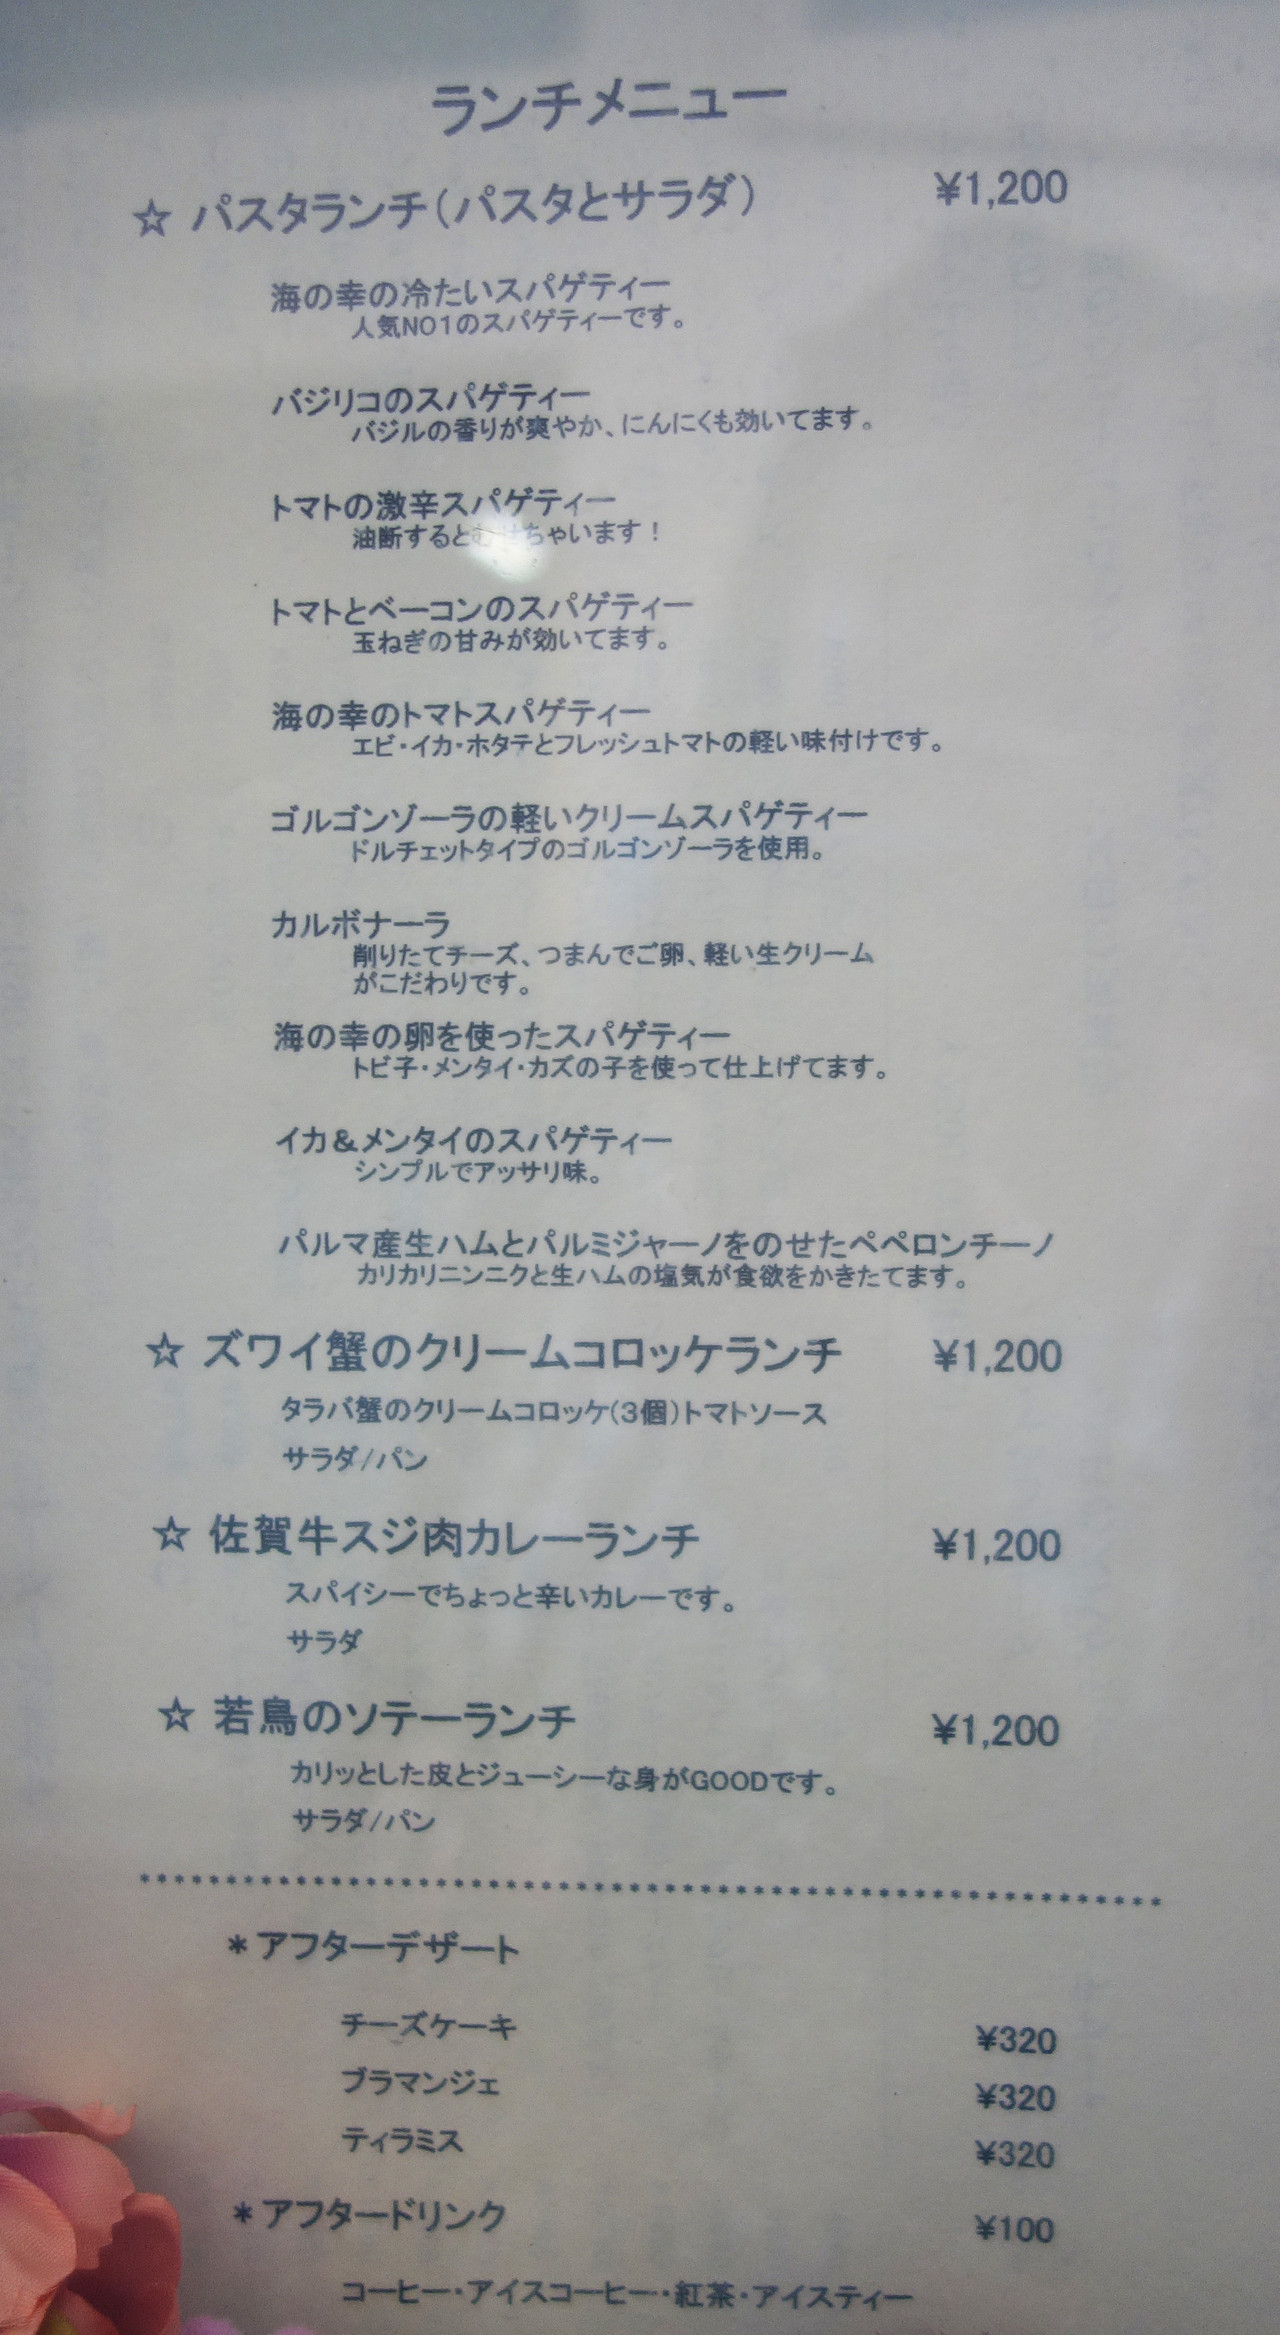 ランチメニュー
☆ パスタランチ(パスタとサラダ) ¥1,200
海の幸の冷たいスパゲティー
人気NO1のスパゲティーです。
バジリコのスパゲティー
バジルの香りが爽やか、にんにくも効いてます。
トマトの激辛スパゲティー
油断するとむせちゃいます！
トマトとベーコンのスパゲティー
玉ねぎの甘みが効いてます。
海の幸のトマトスパゲティー
エビ・イカ・ホタテとフレッシュトマトの軽い味付けです。
ゴルゴンゾーラの軽いクリームスパゲティー
ドルチェットタイプのゴルゴンゾーラを使用。
カルボナーラ
削りたてチーズ、つまんでご卵、軽い生クリーム
がこだわりです。
海の幸の卵を使ったスパゲティー
トビ子・メンタイ・カズの子を使って仕上げてます。
イカ＆メンタイのスパゲティー
シンプルでアッサリ味。
パルマ産生ハムとパルミジャーノをのせたペペロンチーノ
カリカリニンニクと生ハムの塩気が食欲をかきたてます。
☆ ズワイ蟹のクリームコロッケランチ ¥1,200
タラバ蟹のクリームコロッケ(3個)トマトソース
サラダ/パン
☆ 佐賀牛スジ肉カレーランチ ¥1,200
スパイシーでちょっと辛いカレーです。
サラダ
☆ 若鳥のソテーランチ ¥1,200
カリッとした皮とジューシーな身がGOODです。
サラダ/パン
*アフターデザート
チーズケーキ ¥320
ブラマンジェ ¥320
ティラミス ¥320
*アフタードリンク ¥100
コーヒー・アイスコーヒー・紅茶・アイスティー